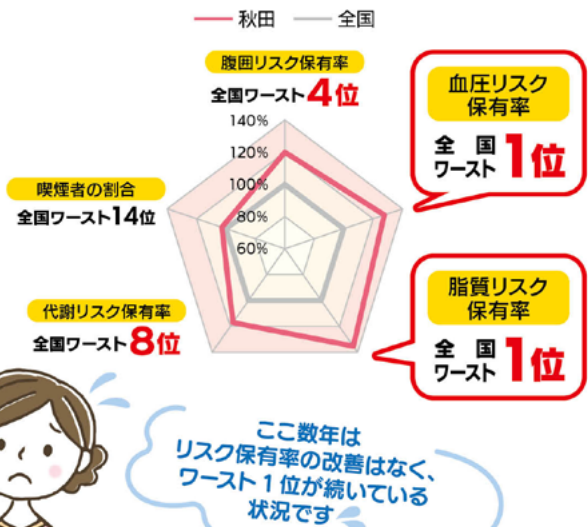 秋田 全国
腹囲リスク保有率
全国ワースト4位
血圧リスク
保有率
全国
ワースト1位
140%
120%
100%
80%
60%
喫煙者の割合
全国ワースト14位
脂質リスク
保有率
全国
ワースト1位
代謝リスク保有率
全国ワースト8位
ここ数年は
リスク保有率の改善はなく、
ワースト1位が続いている
状況です